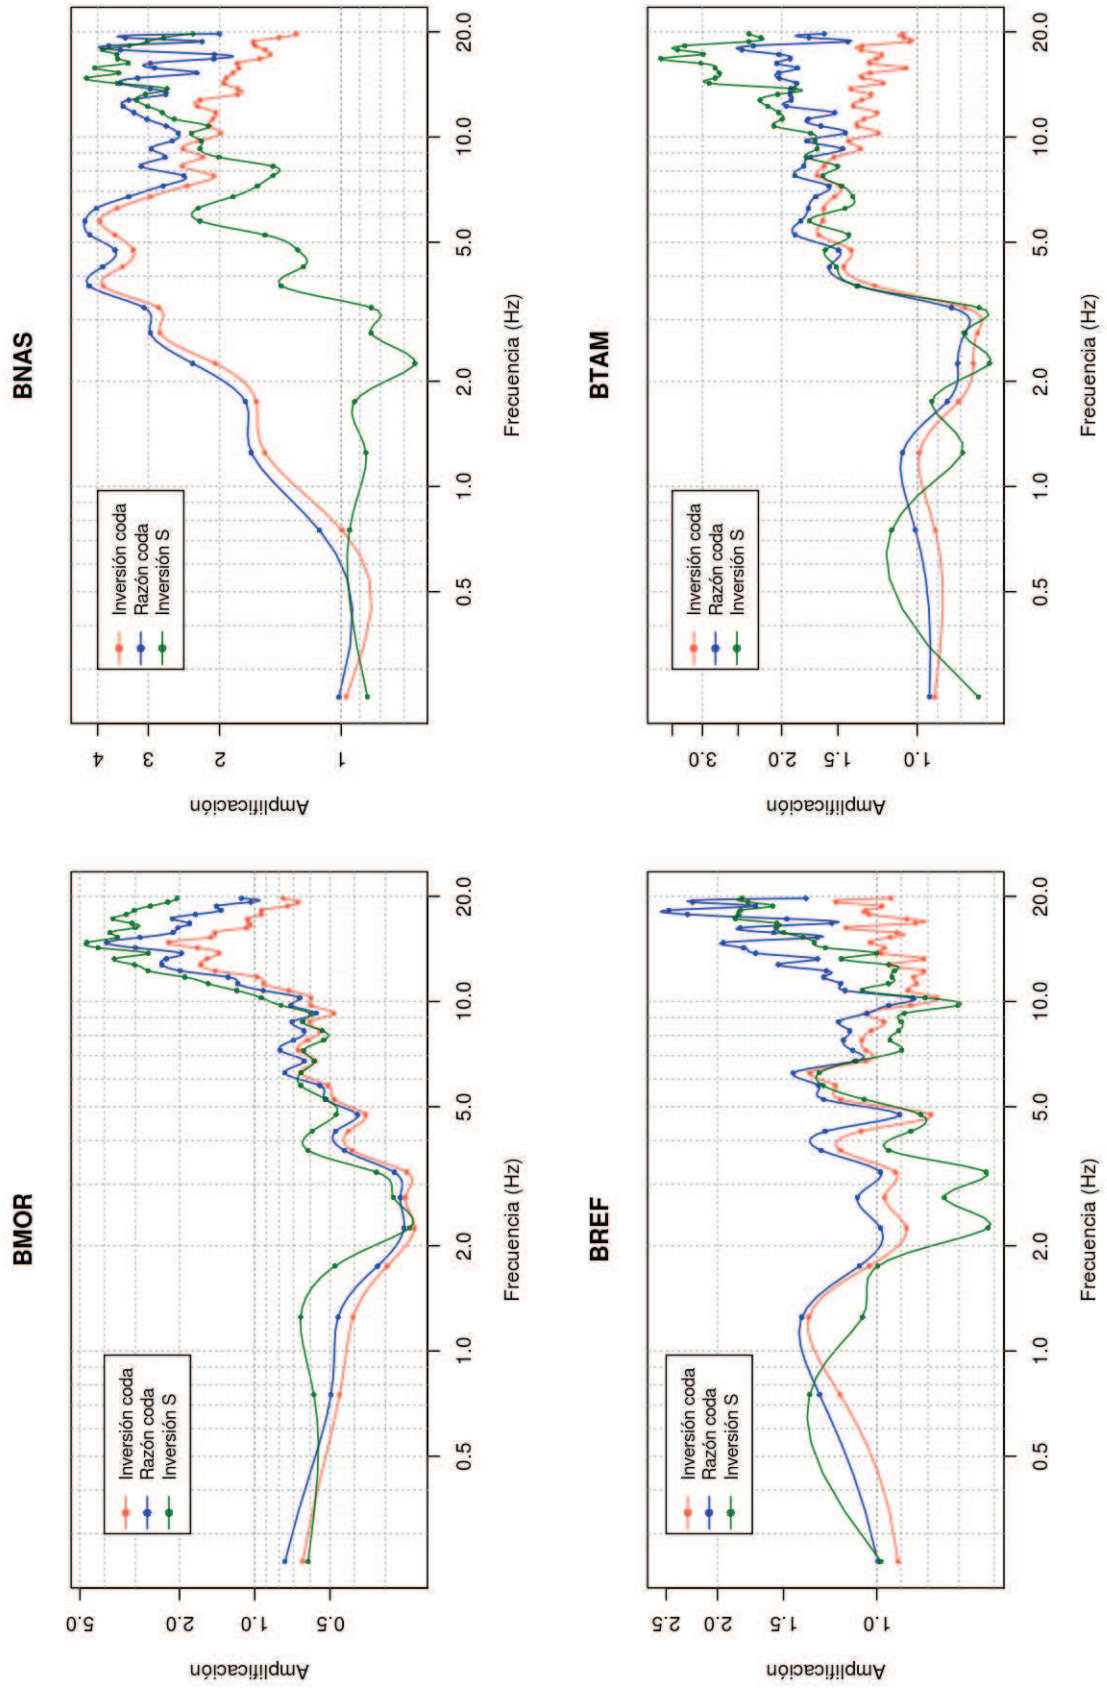 BMOR
Amplificación
5.0
2.0
1.0
0.5
Inversión coda
Razón coda
Inversión S
0.5
1.0
2.0
5.0
10.0
20.0
Frecuencia (Hz)
BNAS
Amplificación
4
3
2
1
Inversión coda
Razón coda
Inversión S
0.5
1.0
2.0
5.0
10.0
20.0
Frecuencia (Hz)
BREF
Amplificación
2.5
2.0
1.5
1.0
Inversión coda
Razón coda
Inversión S
0.5
1.0
2.0
5.0
10.0
20.0
Frecuencia (Hz)
BTAM
Amplificación
3.0
2.0
1.5
1.0
Inversión coda
Razón coda
Inversión S
0.5
1.0
2.0
5.0
10.0
20.0
Frecuencia (Hz)